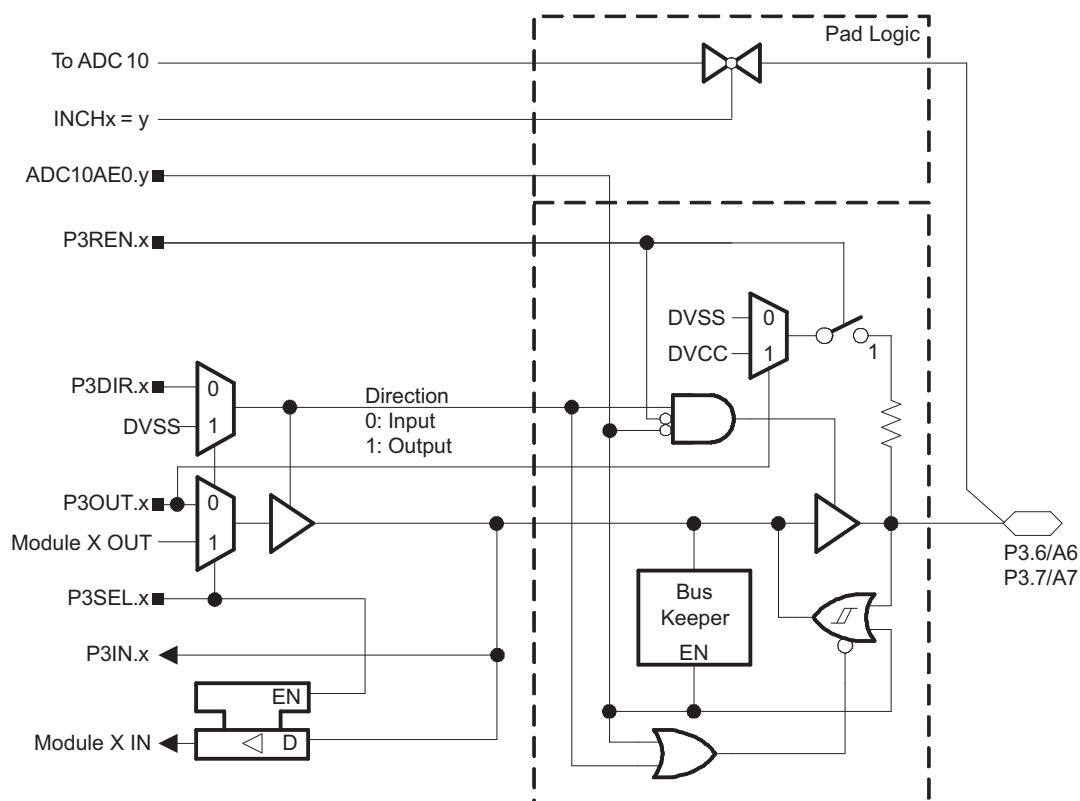 Pad Logic
To ADC 10
INCHx = y
ADC10AE0.y
P3REN.x
DVSS
0
DVCC
1
1
P3DIR.x
0
DVSS
1
Direction
0: Input
1: Output
P3OUT.x
0
Module X OUT
1
P3.6/A6
P3.7/A7
P3SEL.x
Bus
Keeper
EN
P3IN.x
EN
Module X IN
D